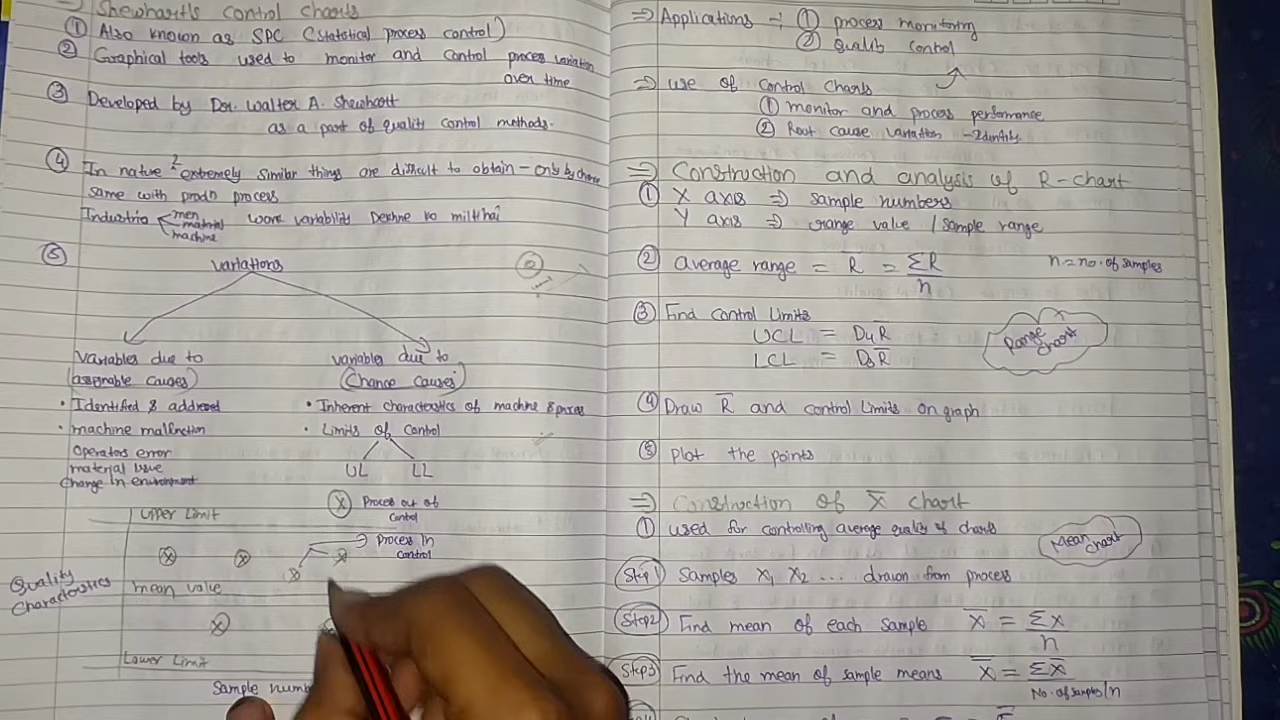 ⇒ Shewhart's Control Charts
① Also known as SPC (Statistical process control)
② Graphical tools used to monitor and control process variation
over time
③ Developed by Dr. Walter A. Shewhart
as a part of quality control methods.
④ In nature 2 extremely similar things are difficult to obtain - only by chance
same with prodn process
Industria men material machine
variability Dekhne ko milthai
⑤ variations
Variables due to assignable causes
• Identified & addressed
• machine
Operators error
material issue
change In environment
variables due to Chance causes
• Inherent characteristics of machine & process
• Limits of control
UL LL
Ⓧ Process out of control
Process In control
Upper Limit
Quality Characteristics
mean value
Lower Limit
Sample numb
⇒ Applications :- ① process monitoring
② quality control
⇒ use of Control Charts
① monitor and process performance
② Root cause variation - Identify
⇒ Construction and analysis of R-chart
① X axis ⇒ sample numbers
Y axis ⇒ range value / sample range
② average range = R̅ = ΣR/n n = no. of samples
③ Find control Limits
UCL = D₄R̅
LCL = D₃R̅
Range chart
④ Draw R̅ and control Limits on graph
⑤ Plot the points
⇒ Construction of X̅ chart
① used for controlling average quality of charts
Mean chart
Step 1 Samples X₁ X₂ ... drawn from process
Step2 Find mean of each sample X̅ = ΣX/n
Step3 Find the mean of sample means X̿ = ΣX̅/No. of samples/n